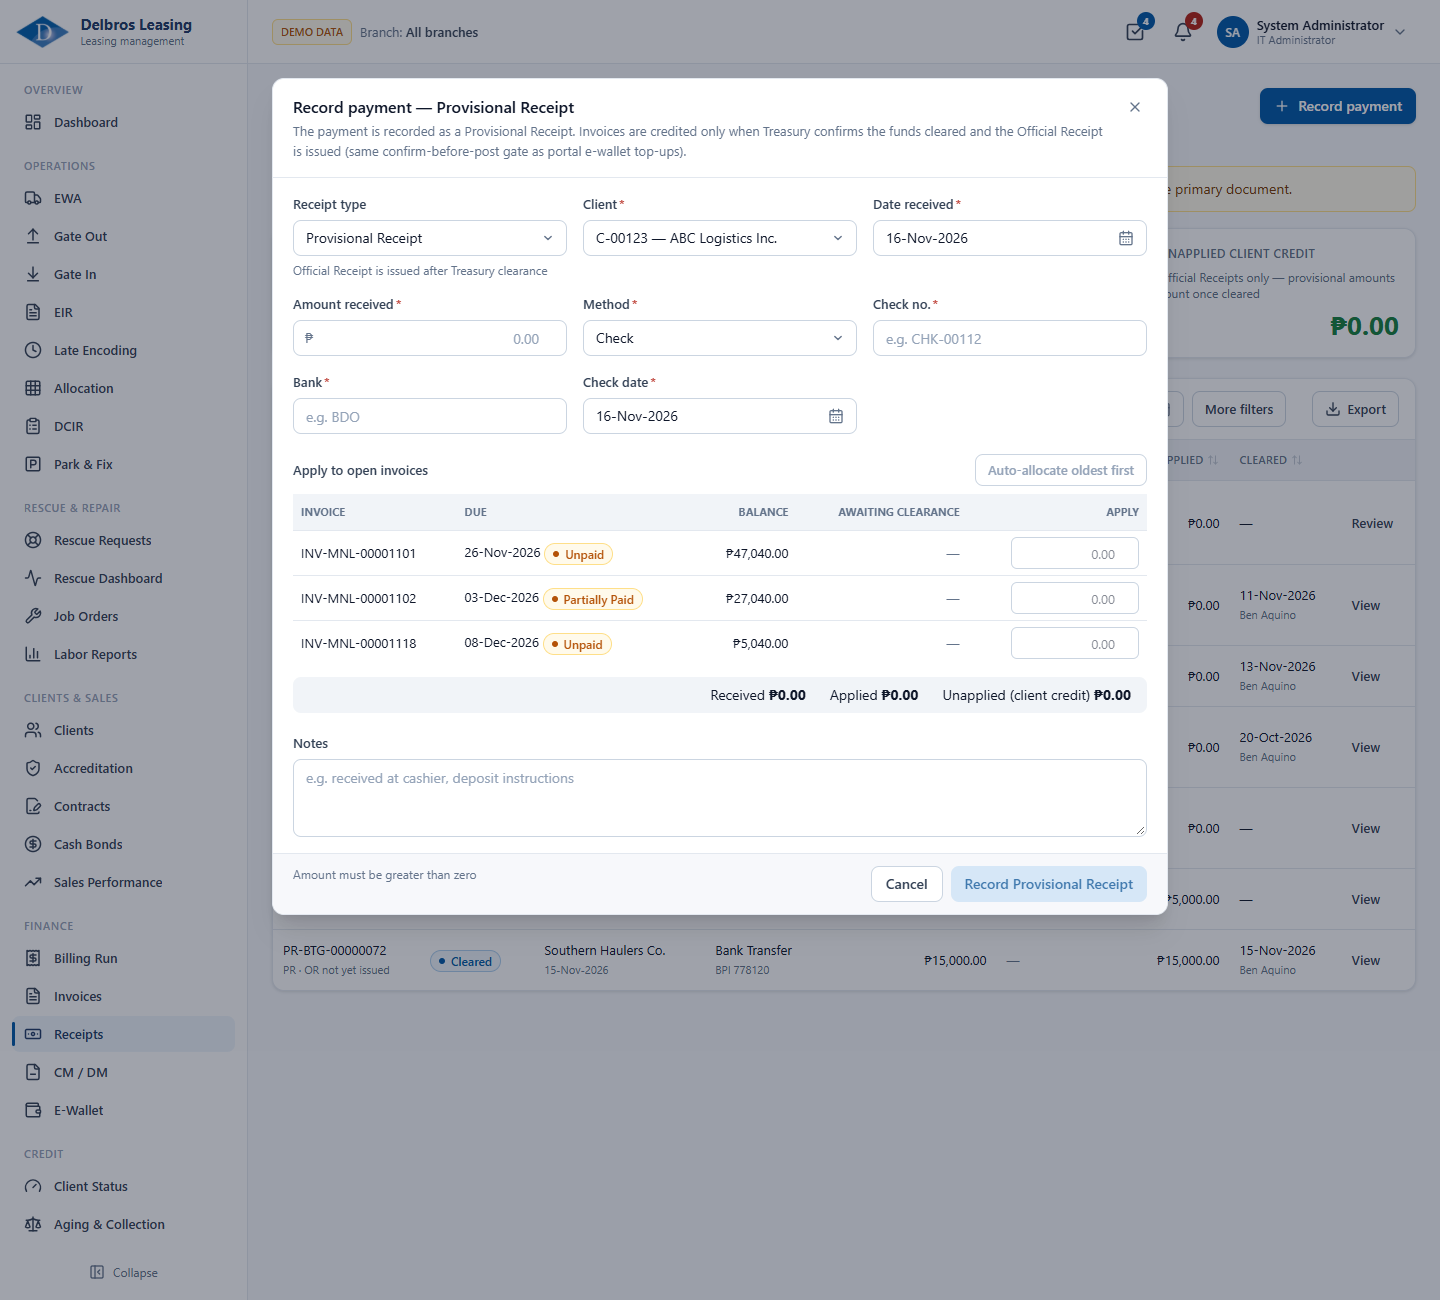 Delbros Leasing
Leasing management
DEMO DATA
Branch: All branches
4
4
SA
System Administrator
IT Administrator
OVERVIEW
Dashboard
OPERATIONS
EWA
Gate Out
Gate In
EIR
Late Encoding
Allocation
DCIR
Park & Fix
RESCUE & REPAIR
Rescue Requests
Rescue Dashboard
Job Orders
Labor Reports
CLIENTS & SALES
Clients
Accreditation
Contracts
Cash Bonds
Sales Performance
FINANCE
Billing Run
Invoices
Receipts
CM / DM
E-Wallet
CREDIT
Client Status
Aging & Collection
Collapse
Record payment
Record payment — Provisional Receipt
The payment is recorded as a Provisional Receipt. Invoices are credited only when Treasury confirms the funds cleared and the Official Receipt
is issued (same confirm-before-post gate as portal e-wallet top-ups).
Receipt type
Client*
Date received*
Provisional Receipt
C-00123 — ABC Logistics Inc.
16-Nov-2026
Official Receipt is issued after Treasury clearance
Amount received*
Method*
Check no.*
₱ 0.00
Check
e.g. CHK-00112
Bank*
Check date*
e.g. BDO
16-Nov-2026
Apply to open invoices
Auto-allocate oldest first
INVOICE DUE BALANCE AWAITING CLEARANCE APPLY
INV-MNL-00001101 26-Nov-2026 Unpaid ₱47,040.00 — 0.00
INV-MNL-00001102 03-Dec-2026 Partially Paid ₱27,040.00 — 0.00
INV-MNL-00001118 08-Dec-2026 Unpaid ₱5,040.00 — 0.00
Received ₱0.00 Applied ₱0.00 Unapplied (client credit) ₱0.00
Notes
e.g. received at cashier, deposit instructions
Amount must be greater than zero
Cancel
Record Provisional Receipt
primary document.
NAPPLIED CLIENT CREDIT
fficial Receipts only — provisional amounts
ount once cleared
₱0.00
More filters
Export
PPLIED CLEARED
₱0.00 — Review
₱0.00 11-Nov-2026 View
Ben Aquino
₱0.00 13-Nov-2026 View
Ben Aquino
₱0.00 20-Oct-2026 View
Ben Aquino
₱0.00 — View
₱5,000.00 — View
PR-BTG-00000072 Cleared Southern Haulers Co. Bank Transfer ₱15,000.00 — ₱15,000.00 15-Nov-2026 View
PR · OR not yet issued 15-Nov-2026 BPI 778120 Ben Aquino